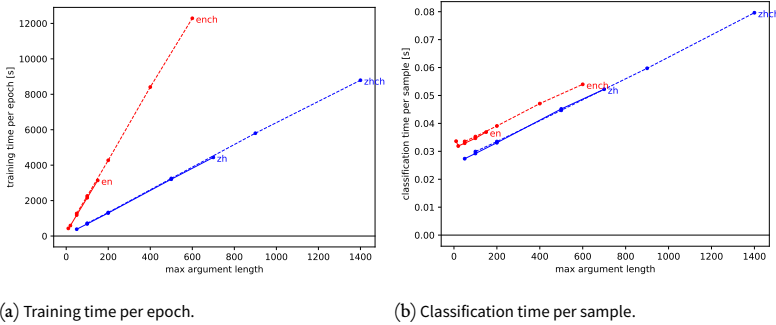 12000
10000
8000
6000
4000
2000
0
training time per epoch [s]
ench
zhch
zh
en
0 200 400 600 800 1000 1200 1400
max argument length
0.08
0.07
0.06
0.05
0.04
0.03
0.02
0.01
0.00
classification time per sample [s]
zhch
ench
zh
en
0 200 400 600 800 1000 1200 1400
max argument length
(a) Training time per epoch.
(b) Classification time per sample.